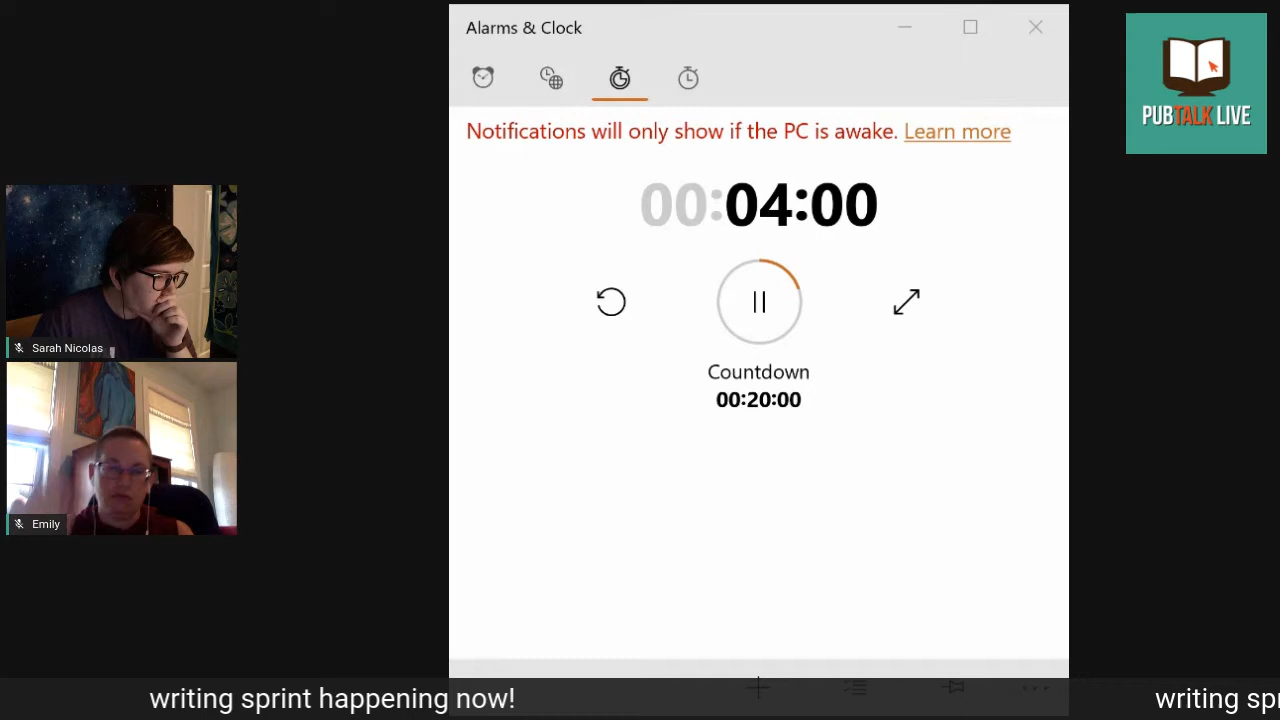 Alarms & Clock
Notifications will only show if the PC is awake. Learn more
00:04:00
Countdown
00:20:00
PUBTALK LIVE
Sarah Nicolas
Emily
writing sprint happening now!
writing spr